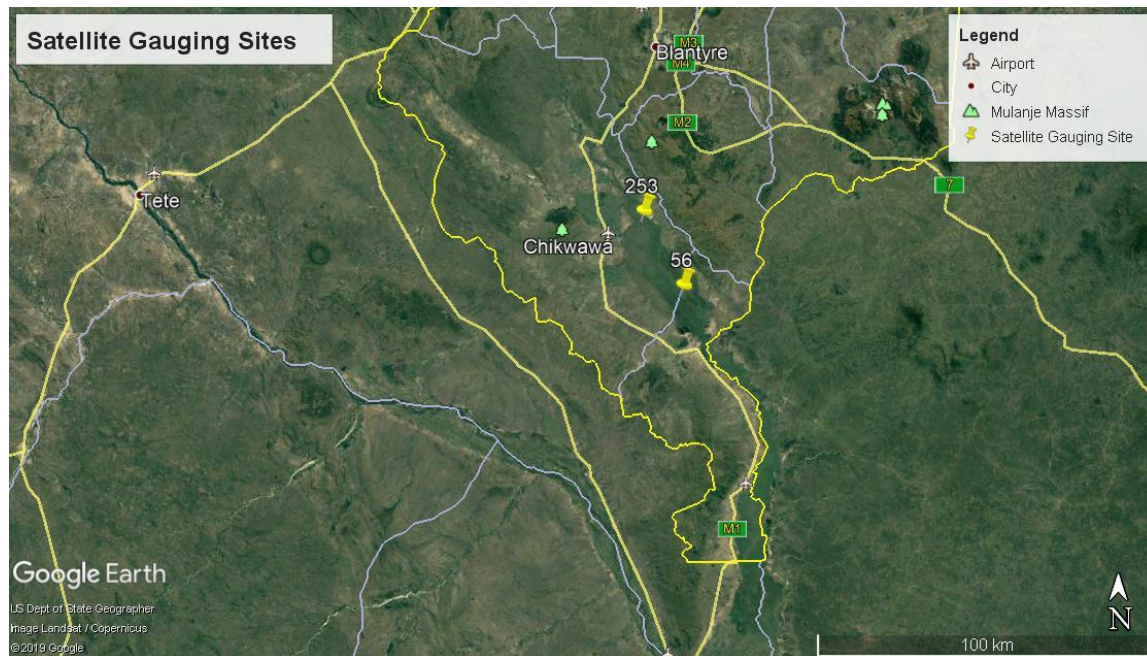 Satellite Gauging Sites
Legend
Airport
City
Mulanje Massif
Satellite Gauging Site
M3
Blantyre
M4
M2
253
7
Tete
Chikwawa
56
M1
Google Earth
US Dept of State Geographer
Image Landsat / Copernicus
©2019 Google
N
100 km